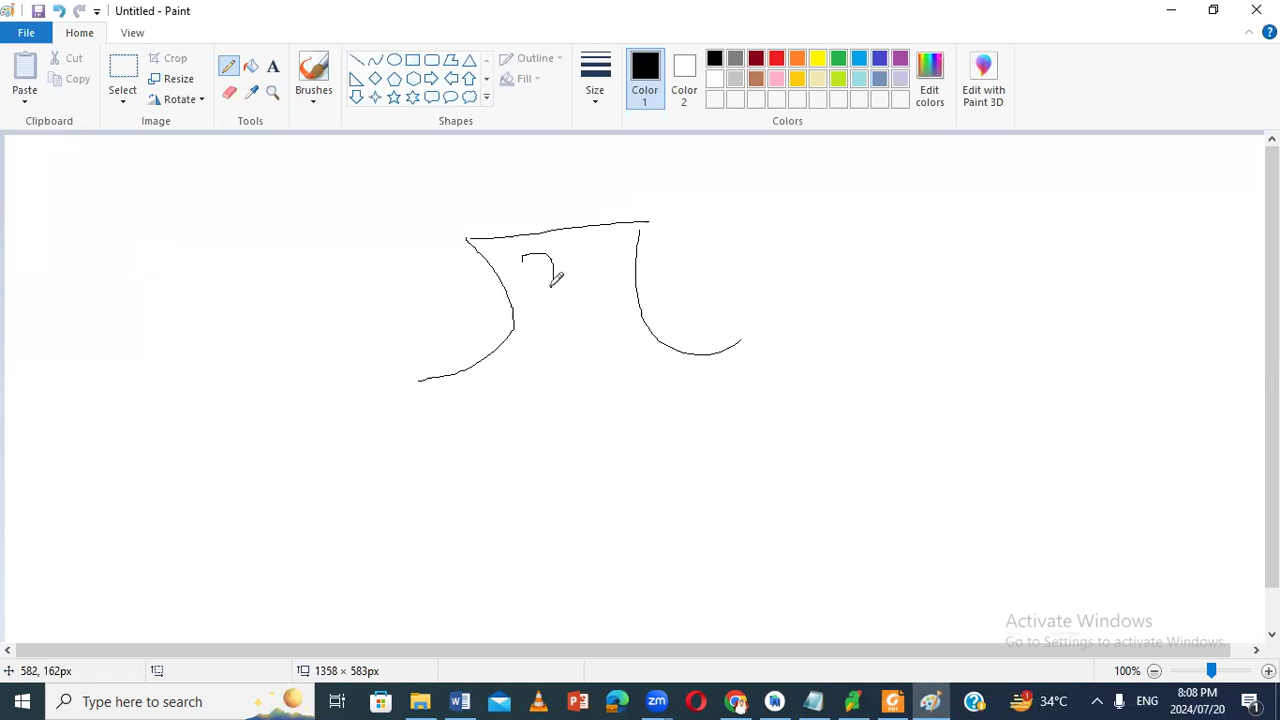 Untitled - Paint
File
Home
View
Paste
Cut
Copy
Clipboard
Select
Crop
Resize
Rotate
Image
A
Tools
Brushes
Shapes
Outline
Fill
Size
Color 1
Color 2
Colors
Edit colors
Edit with Paint 3D
Activate Windows
Go to Settings to activate Windows.
582, 162px
1358 × 583px
100%
Type here to search
zm
34°C
ENG
8:08 PM
2024/07/20
1